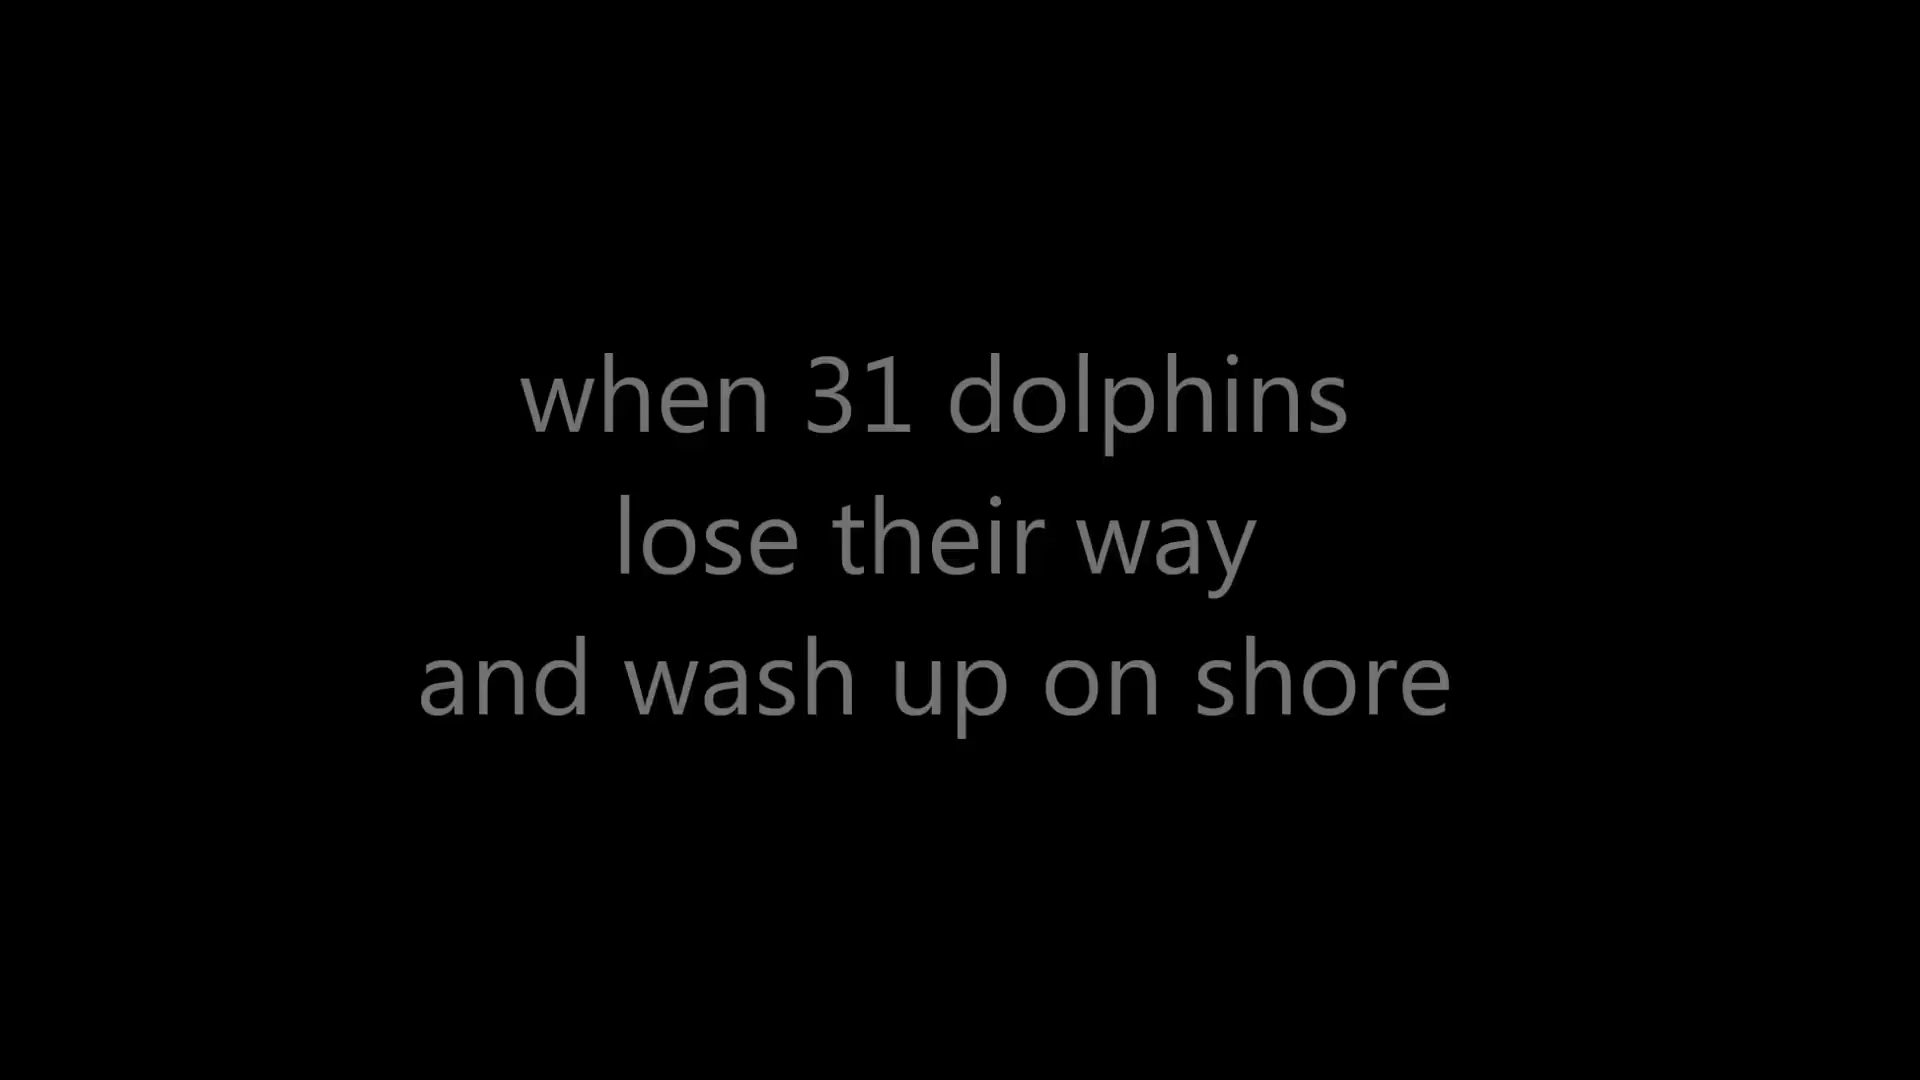 when 31 dolphins
lose their way
and wash up on shore